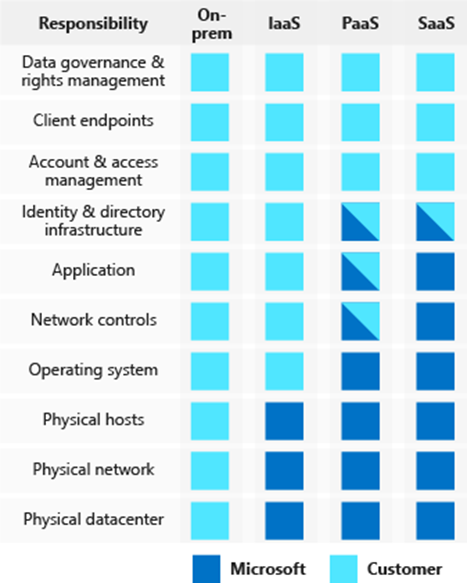 Responsibility On-prem IaaS PaaS SaaS
Data governance &
rights management
Client endpoints
Account & access
management
Identity & directory
infrastructure
Application
Network controls
Operating system
Physical hosts
Physical network
Physical datacenter
Microsoft Customer